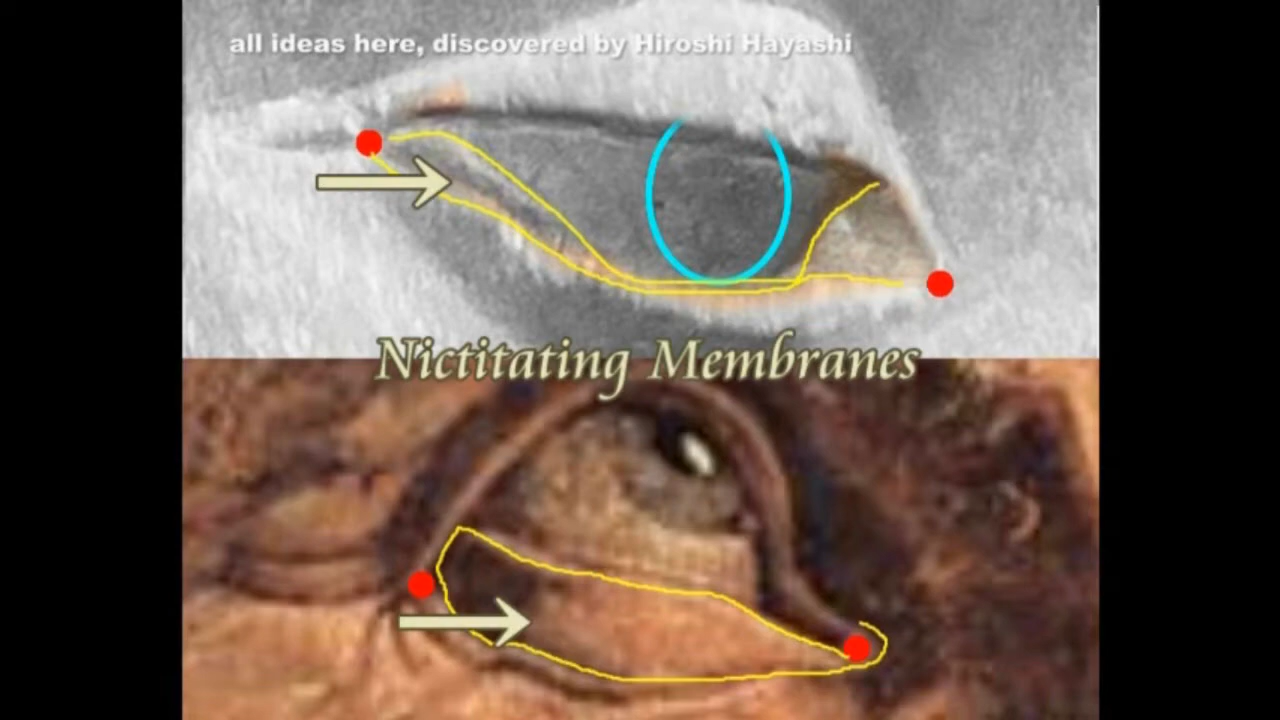 all ideas here, discovered by Hiroshi Hayashi
Nictitating Membranes